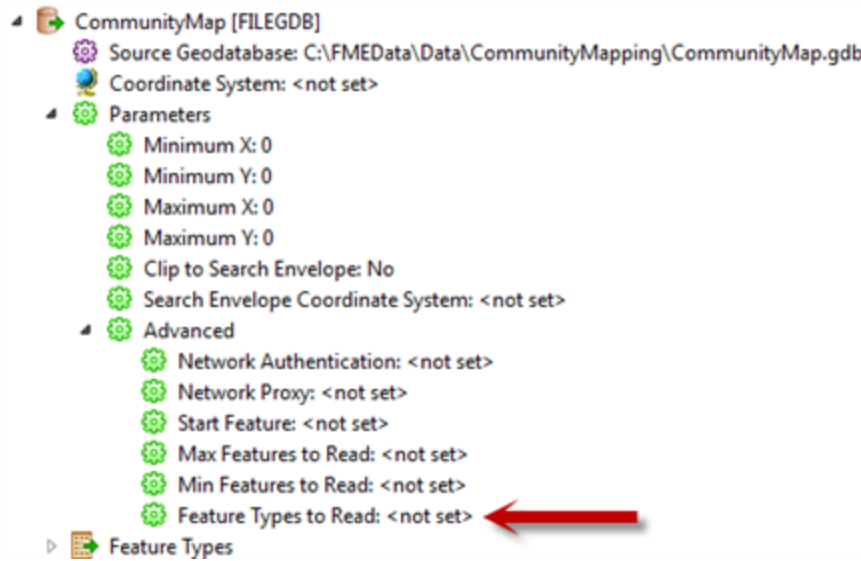 CommunityMap [FILEGDB]
Source Geodatabase: C:\FMEData\Data\CommunityMapping\CommunityMap.gdb
Coordinate System: <not set>
Parameters
Minimum X: 0
Minimum Y: 0
Maximum X: 0
Maximum Y: 0
Clip to Search Envelope: No
Search Envelope Coordinate System: <not set>
Advanced
Network Authentication: <not set>
Network Proxy: <not set>
Start Feature: <not set>
Max Features to Read: <not set>
Min Features to Read: <not set>
Feature Types to Read: <not set>
Feature Types